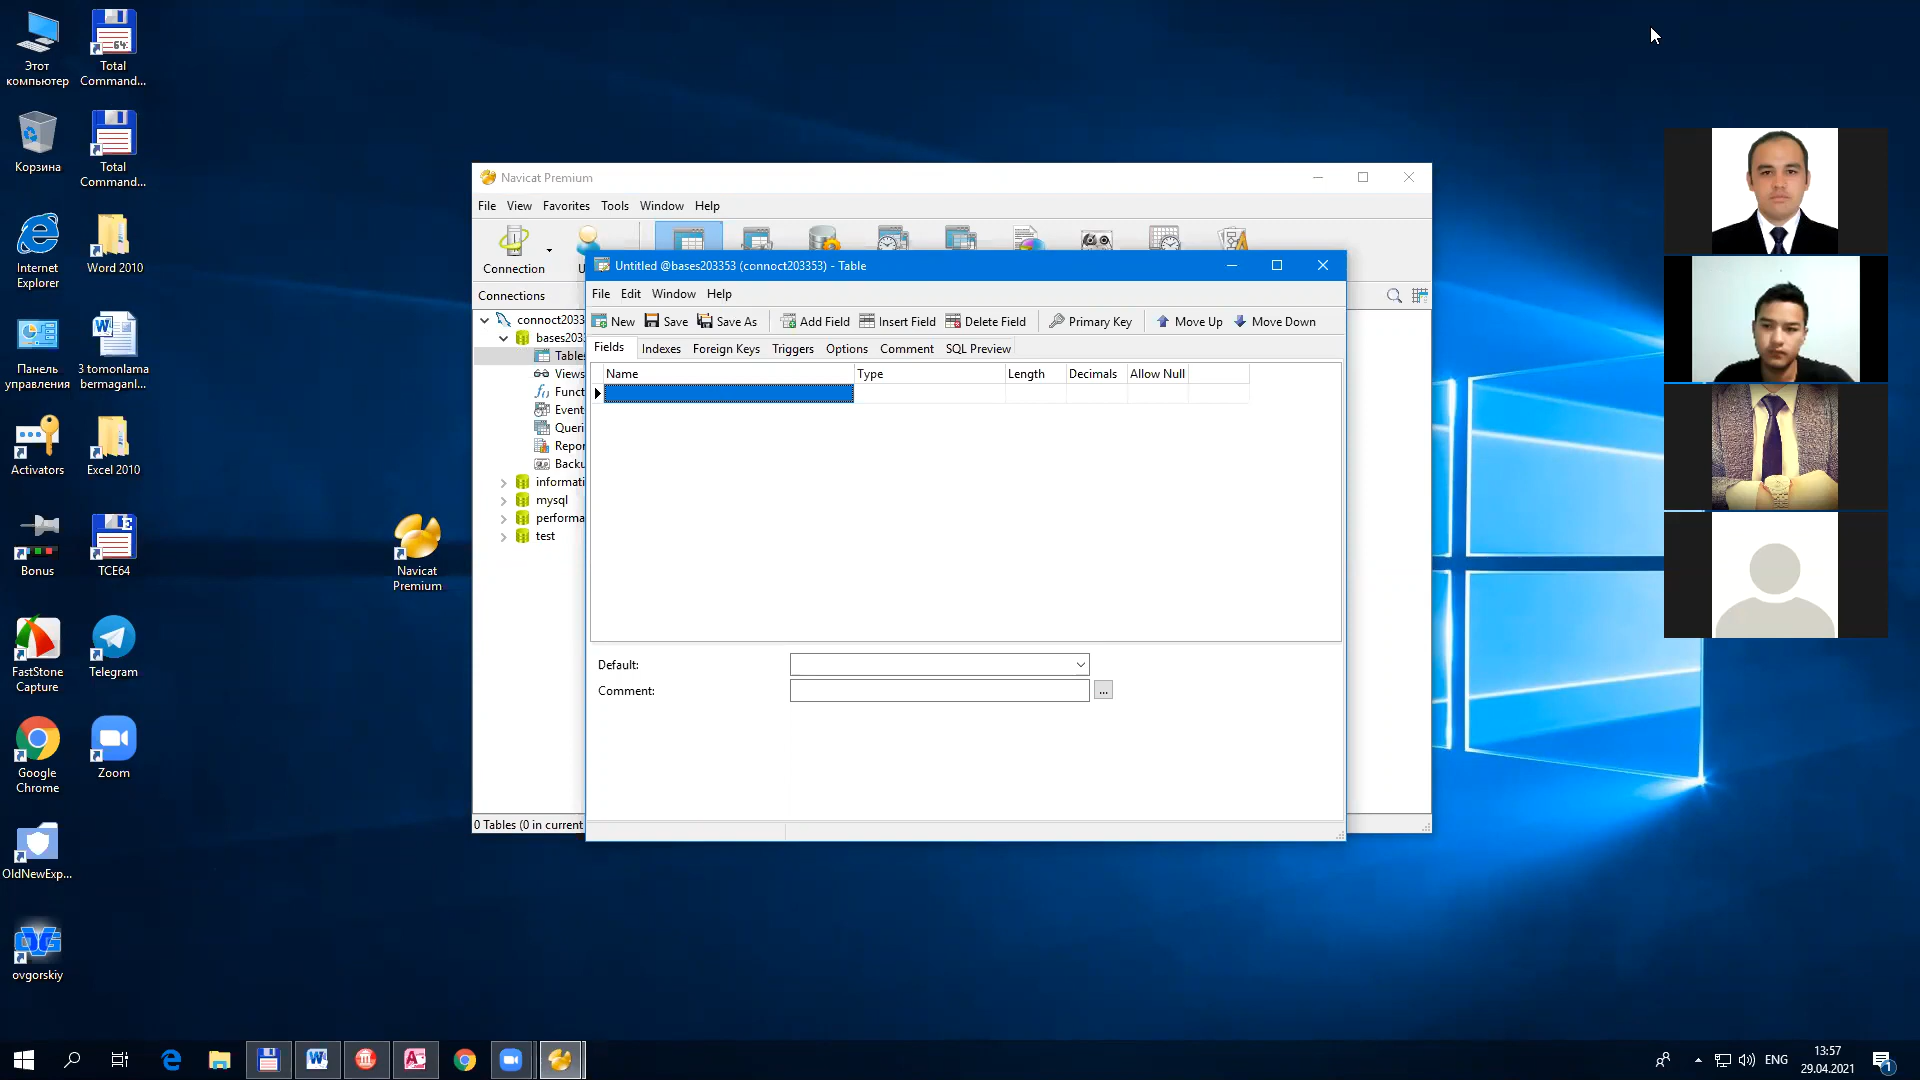 Этот
компьютер
Total
Command...
64
Корзина
Total
Command...
Internet
Explorer
Word 2010
Панель
управления
3 tomonlama
bermaganl...
Activators
Excel 2010
Bonus
TCE64
FastStone
Capture
Telegram
Google
Chrome
Zoom
OldNewExp...
ovgorskiy
Navicat
Premium
Navicat Premium
File View Favorites Tools Window Help
Connection U
Connections
connoct2033
bases2033
Tables
Views
Funct
Event
Queri
Repor
Backu
informati
mysql
performa
test
0 Tables (0 in current
Untitled @bases203353 (connoct203353) - Table
File Edit Window Help
New Save Save As Add Field Insert Field Delete Field Primary Key Move Up Move Down
Fields Indexes Foreign Keys Triggers Options Comment SQL Preview
Name Type Length Decimals Allow Null
Default:
Comment:
...
ENG
13:57
29.04.2021
1